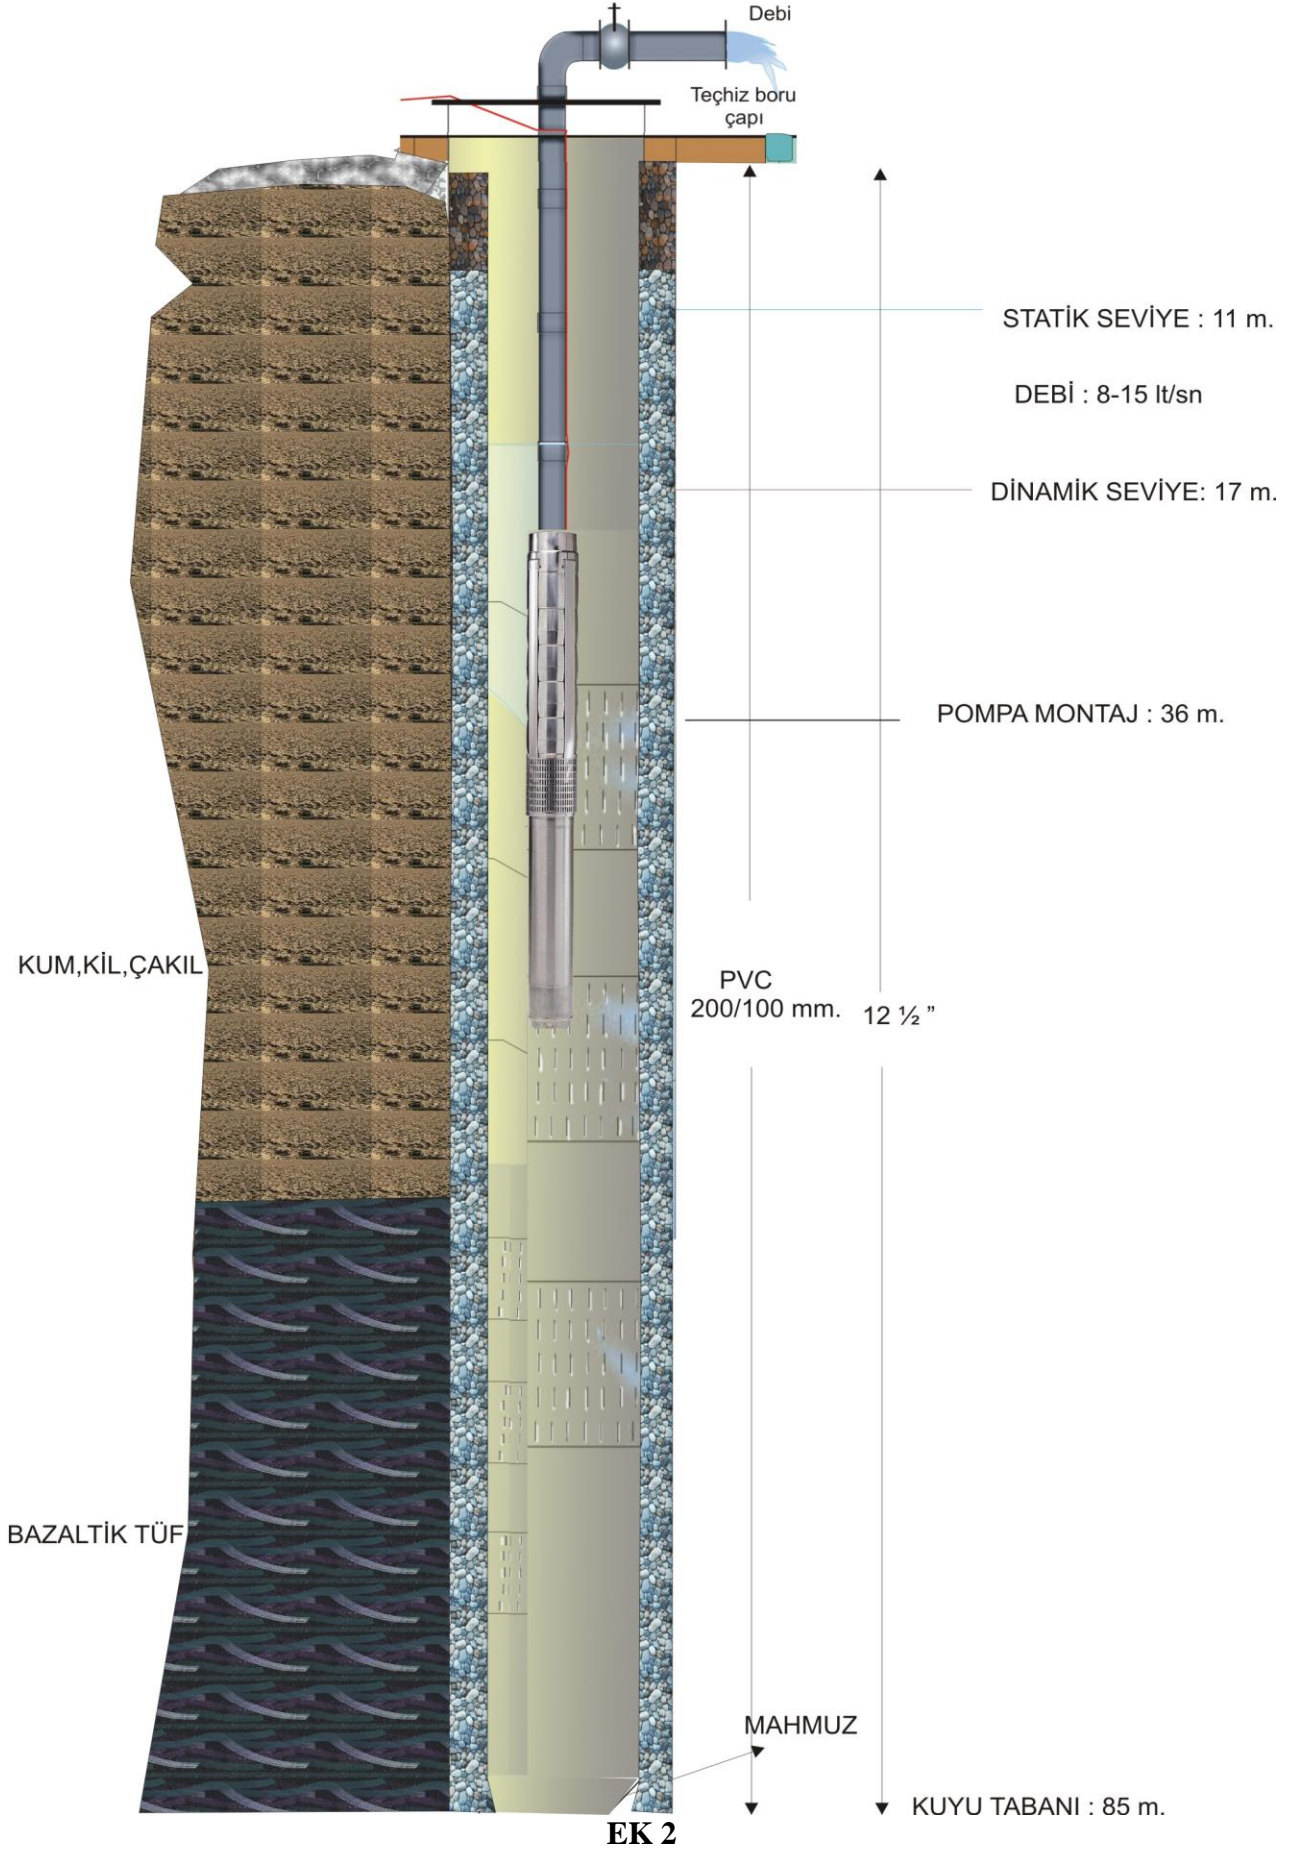 Debi
Teçhiz boru
çapı
STATİK SEVİYE : 11 m.
DEBİ : 8-15 lt/sn
DİNAMİK SEVİYE: 17 m.
POMPA MONTAJ : 36 m.
KUM,KİL,ÇAKIL
PVC
200/100 mm.
12 ½ ”
BAZALTİK TÜF
MAHMUZ
KUYU TABANI : 85 m.
EK 2